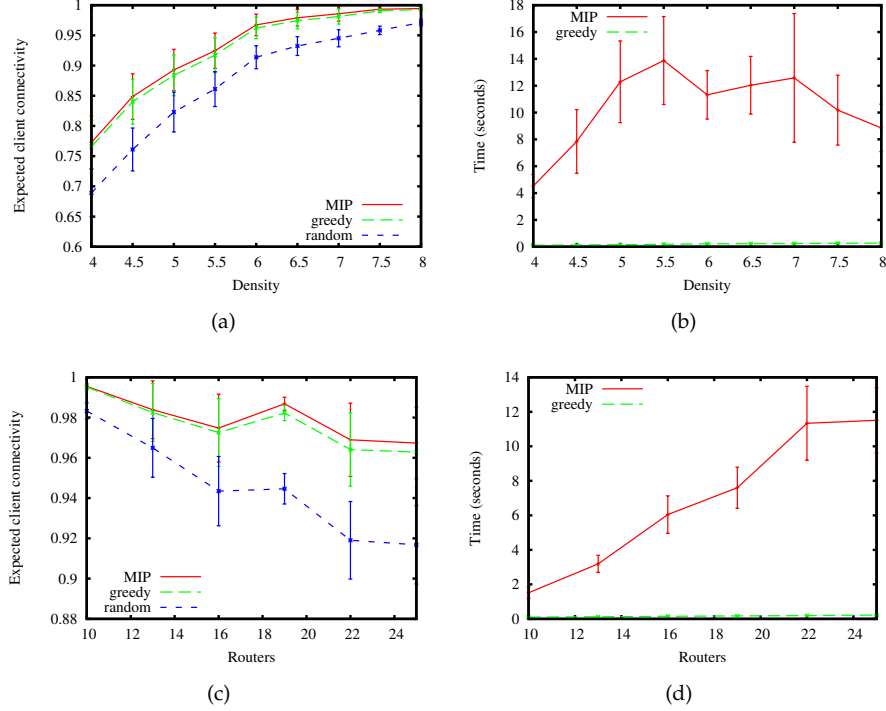 1
0.95
0.9
0.85
0.8
0.75
0.7
0.65
0.6
Expected client connectivity
MIP
greedy
random
4 4.5 5 5.5 6 6.5 7 7.5 8
Density
(a)
18
16
14
12
10
8
6
4
2
0
Time (seconds)
MIP
greedy
4 4.5 5 5.5 6 6.5 7 7.5 8
Density
(b)
1
0.98
0.96
0.94
0.92
0.9
0.88
Expected client connectivity
MIP
greedy
random
10 12 14 16 18 20 22 24
Routers
(c)
14
12
10
8
6
4
2
0
Time (seconds)
MIP
greedy
10 12 14 16 18 20 22 24
Routers
(d)